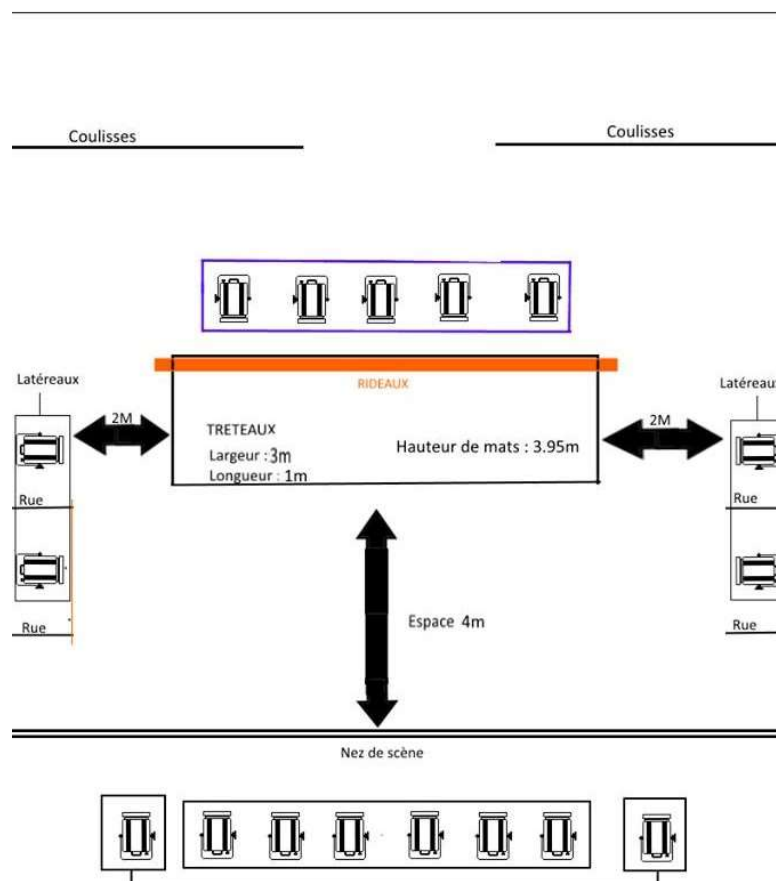 Coulisses
Coulisses
RIDEAUX
Latéreaux
Latéreaux
2M
2M
TRETEAUX
Hauteur de mats : 3.95m
Largeur : 3m
Longueur : 1m
Rue
Rue
Espace 4m
Rue
Rue
Nez de scène